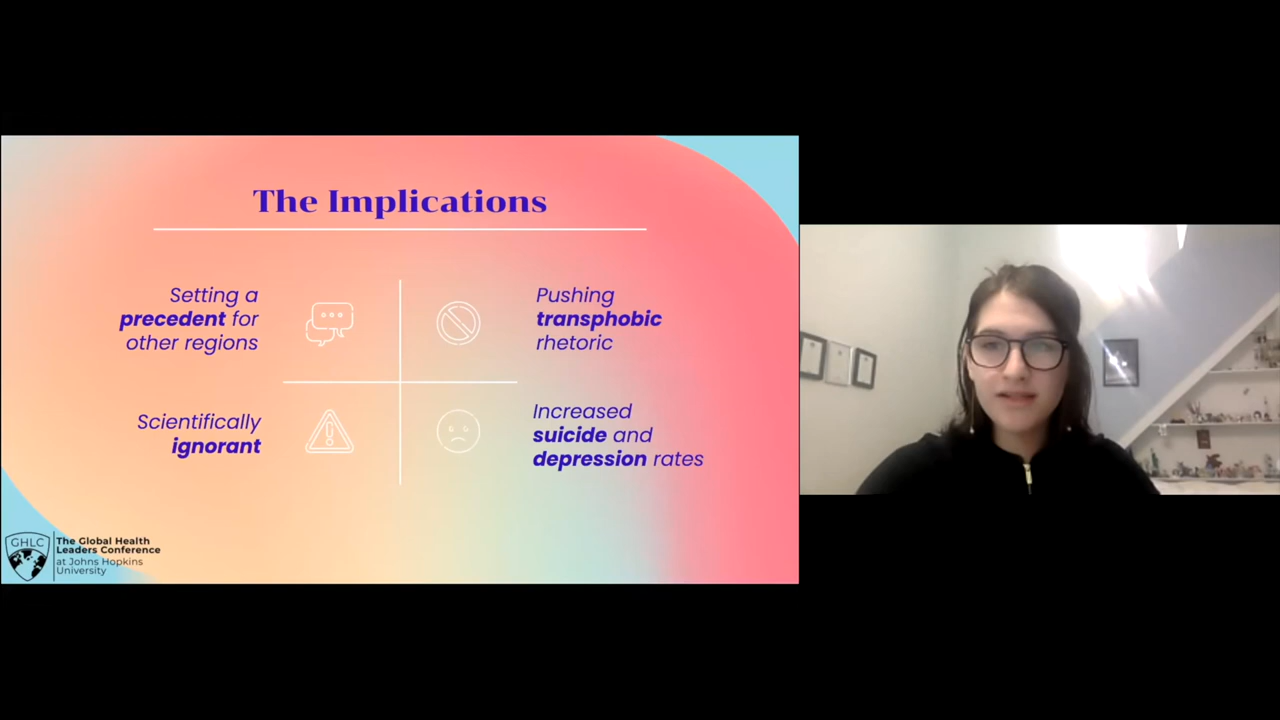 The Implications
Setting a
precedent for
other regions
Pushing
transphobic
rhetoric
Scientifically
ignorant
Increased
suicide and
depression rates
GHLC
The Global Health
Leaders Conference
at Johns Hopkins
University